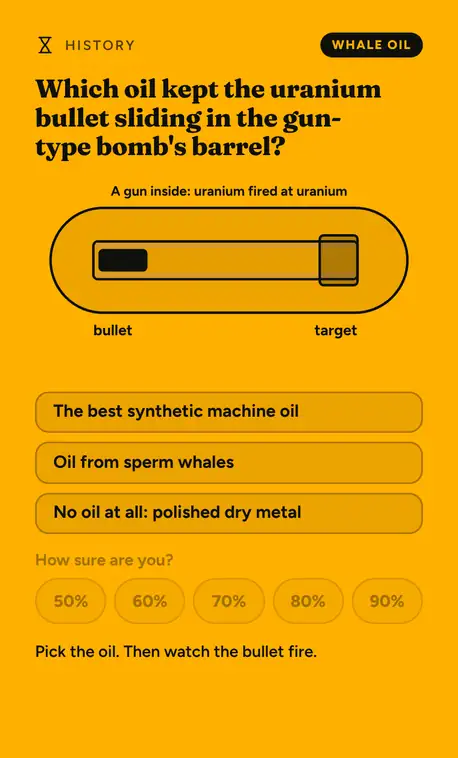 HISTORY
WHALE OIL
Which oil kept the uranium
bullet sliding in the gun-
type bomb's barrel?
A gun inside: uranium fired at uranium
bullet
target
The best synthetic machine oil
Oil from sperm whales
No oil at all: polished dry metal
How sure are you?
50%
60%
70%
80%
90%
Pick the oil. Then watch the bullet fire.